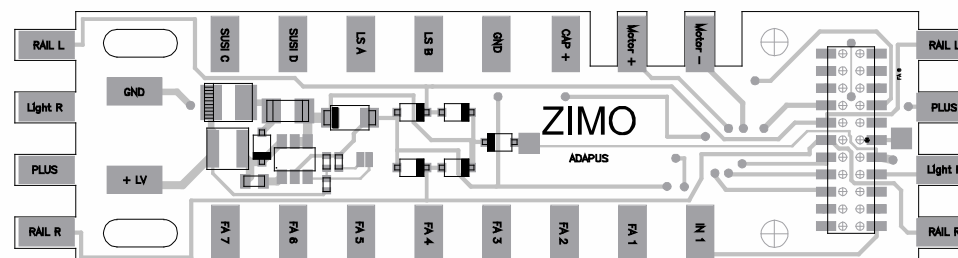 RAIL L
SUSI C
SUSI D
LS A
LS B
GND
CAP +
Motor +
Motor -
RAIL L
GND
Light R
ZIMO
PLUS
ADAPUS
PLUS
+ LV
Light L
RAIL R
FA 7
FA 6
FA 5
FA 4
FA 3
FA 2
FA 1
IN 1
RAIL R